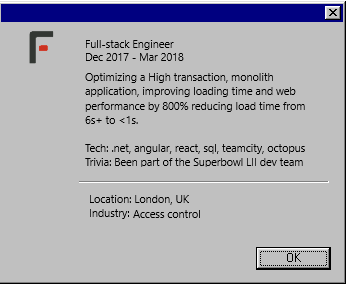 Full-stack Engineer
Dec 2017 - Mar 2018
Optimizing a High transaction, monolith
application, improving loading time and web
performance by 800% reducing load time from
6s+ to <1s.
Tech: .net, angular, react, sql, teamcity, octopus
Trivia: Been part of the Superbowl LII dev team
Location: London, UK
Industry: Access control
OK